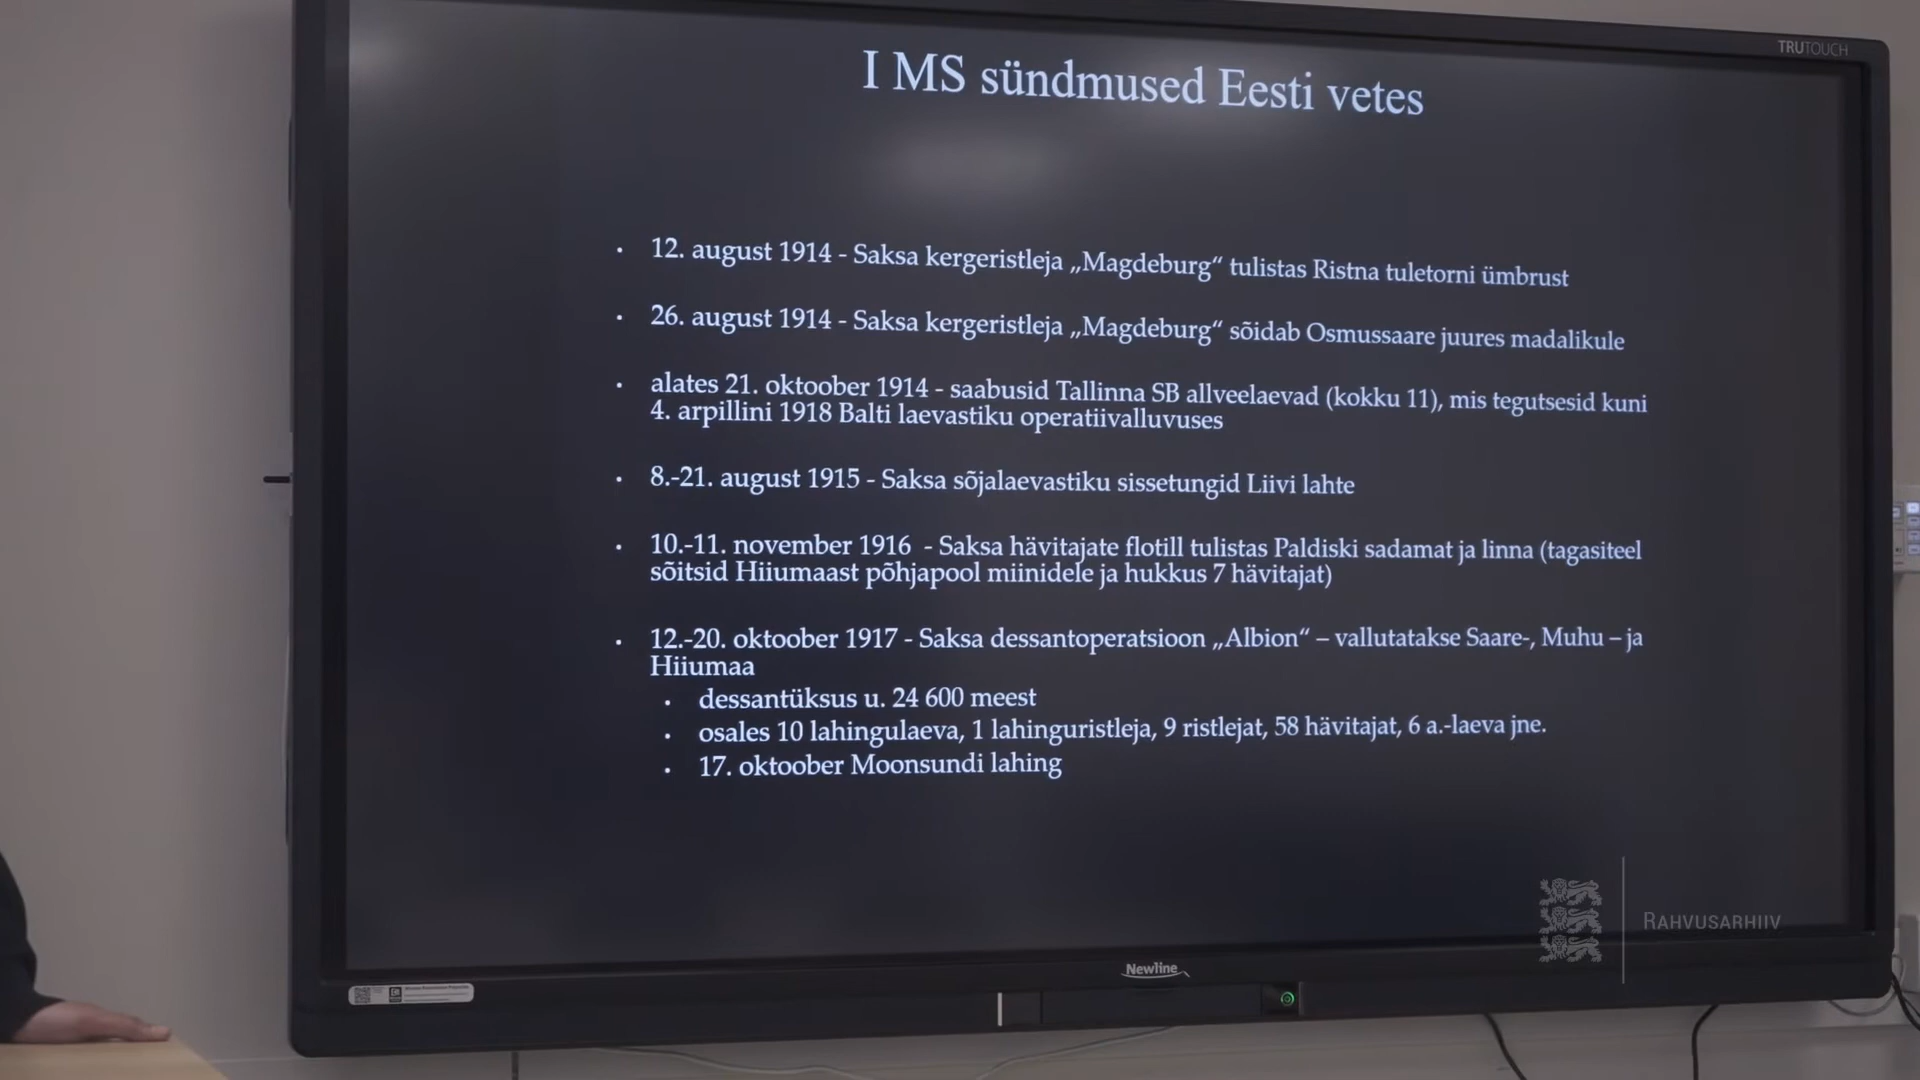 TRUTOUCH
I MS sündmused Eesti vetes
• 12. august 1914 - Saksa kergeristleja „Magdeburg“ tulistas Ristna tuletorni ümbrust
• 26. august 1914 - Saksa kergeristleja „Magdeburg“ sõidab Osmussaare juures madalikule
• alates 21. oktoober 1914 - saabusid Tallinna SB allveelaevad (kokku 11), mis tegutsesid kuni
4. arpillini 1918 Balti laevastiku operatiivalluvuses
• 8.-21. august 1915 - Saksa sõjalaevastiku sissetungid Liivi lahte
• 10.-11. november 1916 - Saksa hävitajate flotill tulistas Paldiski sadamat ja linna (tagasiteel
sõitsid Hiiumaast põhjapool miinidele ja hukkus 7 hävitajat)
• 12.-20. oktoober 1917 - Saksa dessantoperatsioon „Albion“ – vallutatakse Saare-, Muhu – ja
Hiiumaa
• dessantüksus u. 24 600 meest
• osales 10 lahingulaeva, 1 lahinguristleja, 9 ristlejat, 58 hävitajat, 6 a.-laeva jne.
• 17. oktoober Moonsundi lahing
RAHVUSARHIIV
Newline